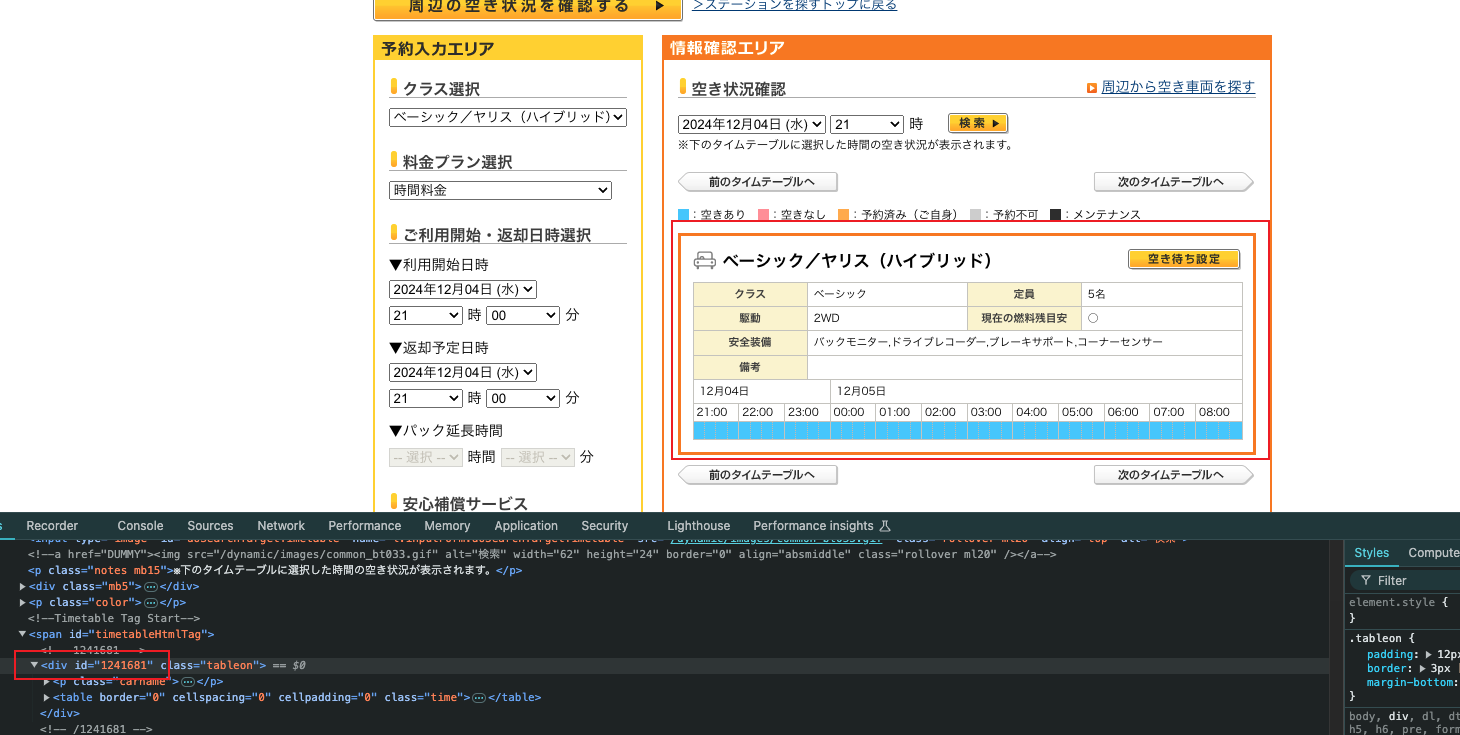 周辺の空き状況を確認する ▶
＞ステーションを探すトップに戻る
予約入力エリア
クラス選択
ベーシック／ヤリス（ハイブリッド）
料金プラン選択
時間料金
ご利用開始・返却日時選択
▼利用開始日時
2024年12月04日 (水)
21 時 00 分
▼返却予定日時
2024年12月04日 (水)
21 時 00 分
▼パック延長時間
-- 選択 -- 時間 -- 選択 -- 分
安心補償サービス
情報確認エリア
空き状況確認
周辺から空き車両を探す
2024年12月04日 (水) 21 時 検索 ▶
※下のタイムテーブルに選択した時間の空き状況が表示されます。
前のタイムテーブルへ 次のタイムテーブルへ
：空きあり ：空きなし ：予約済み（ご自身） ：予約不可 ：メンテナンス
ベーシック／ヤリス（ハイブリッド）
空き待ち設定
クラス ベーシック 定員 5名
駆動 2WD 現在の燃料残目安 ○
安全装備 バックモニター,ドライブレコーダー,ブレーキサポート,コーナーセンサー
備考
12月04日 12月05日
21:00 22:00 23:00 00:00 01:00 02:00 03:00 04:00 05:00 06:00 07:00 08:00
前のタイムテーブルへ 次のタイムテーブルへ
Recorder Console Sources Network Performance Memory Application Security Lighthouse Performance insights
<!--a href="DUMMY"><img src="/dynamic/images/common_bt033.gif" alt="検索" width="62" height="24" border="0" align="absmiddle" class="rollover ml20" /></a-->
<p class="notes mb15">※下のタイムテーブルに選択した時間の空き状況が表示されます。</p>
<div class="mb5">…</div>
<p class="color">…</p>
<!--Timetable Tag Start-->
<span id="timetableHtmlTag">
<!-- 1241681 -->
<div id="1241681" class="tableon"> == $0
<p class="carname">…</p>
<table border="0" cellspacing="0" cellpadding="0" class="time">…</table>
</div>
<!-- /1241681 -->
Styles Compute
Filter
element.style {
}
.tableon {
padding: ▶ 12px
border: ▶ 3px
margin-bottom:
}
body, div, dl, dt
h5, h6, pre, form